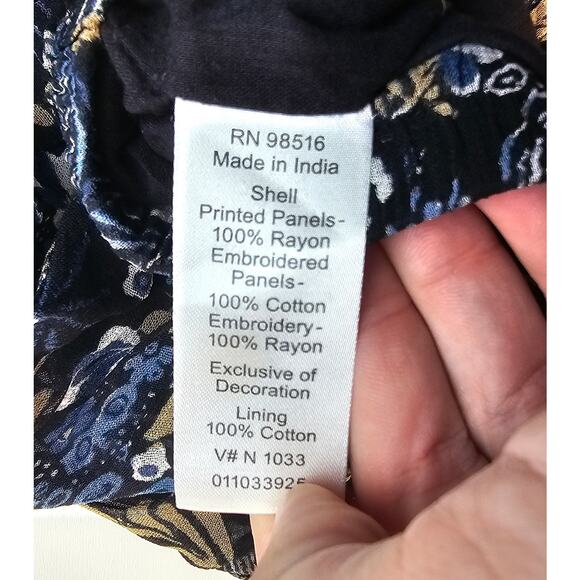 RN 98516
Made in India
Shell
Printed Panels-
100% Rayon
Embroidered
Panels-
100% Cotton
Embroidery-
100% Rayon
Exclusive of
Decoration
Lining
100% Cotton
V# N 1033
011033925